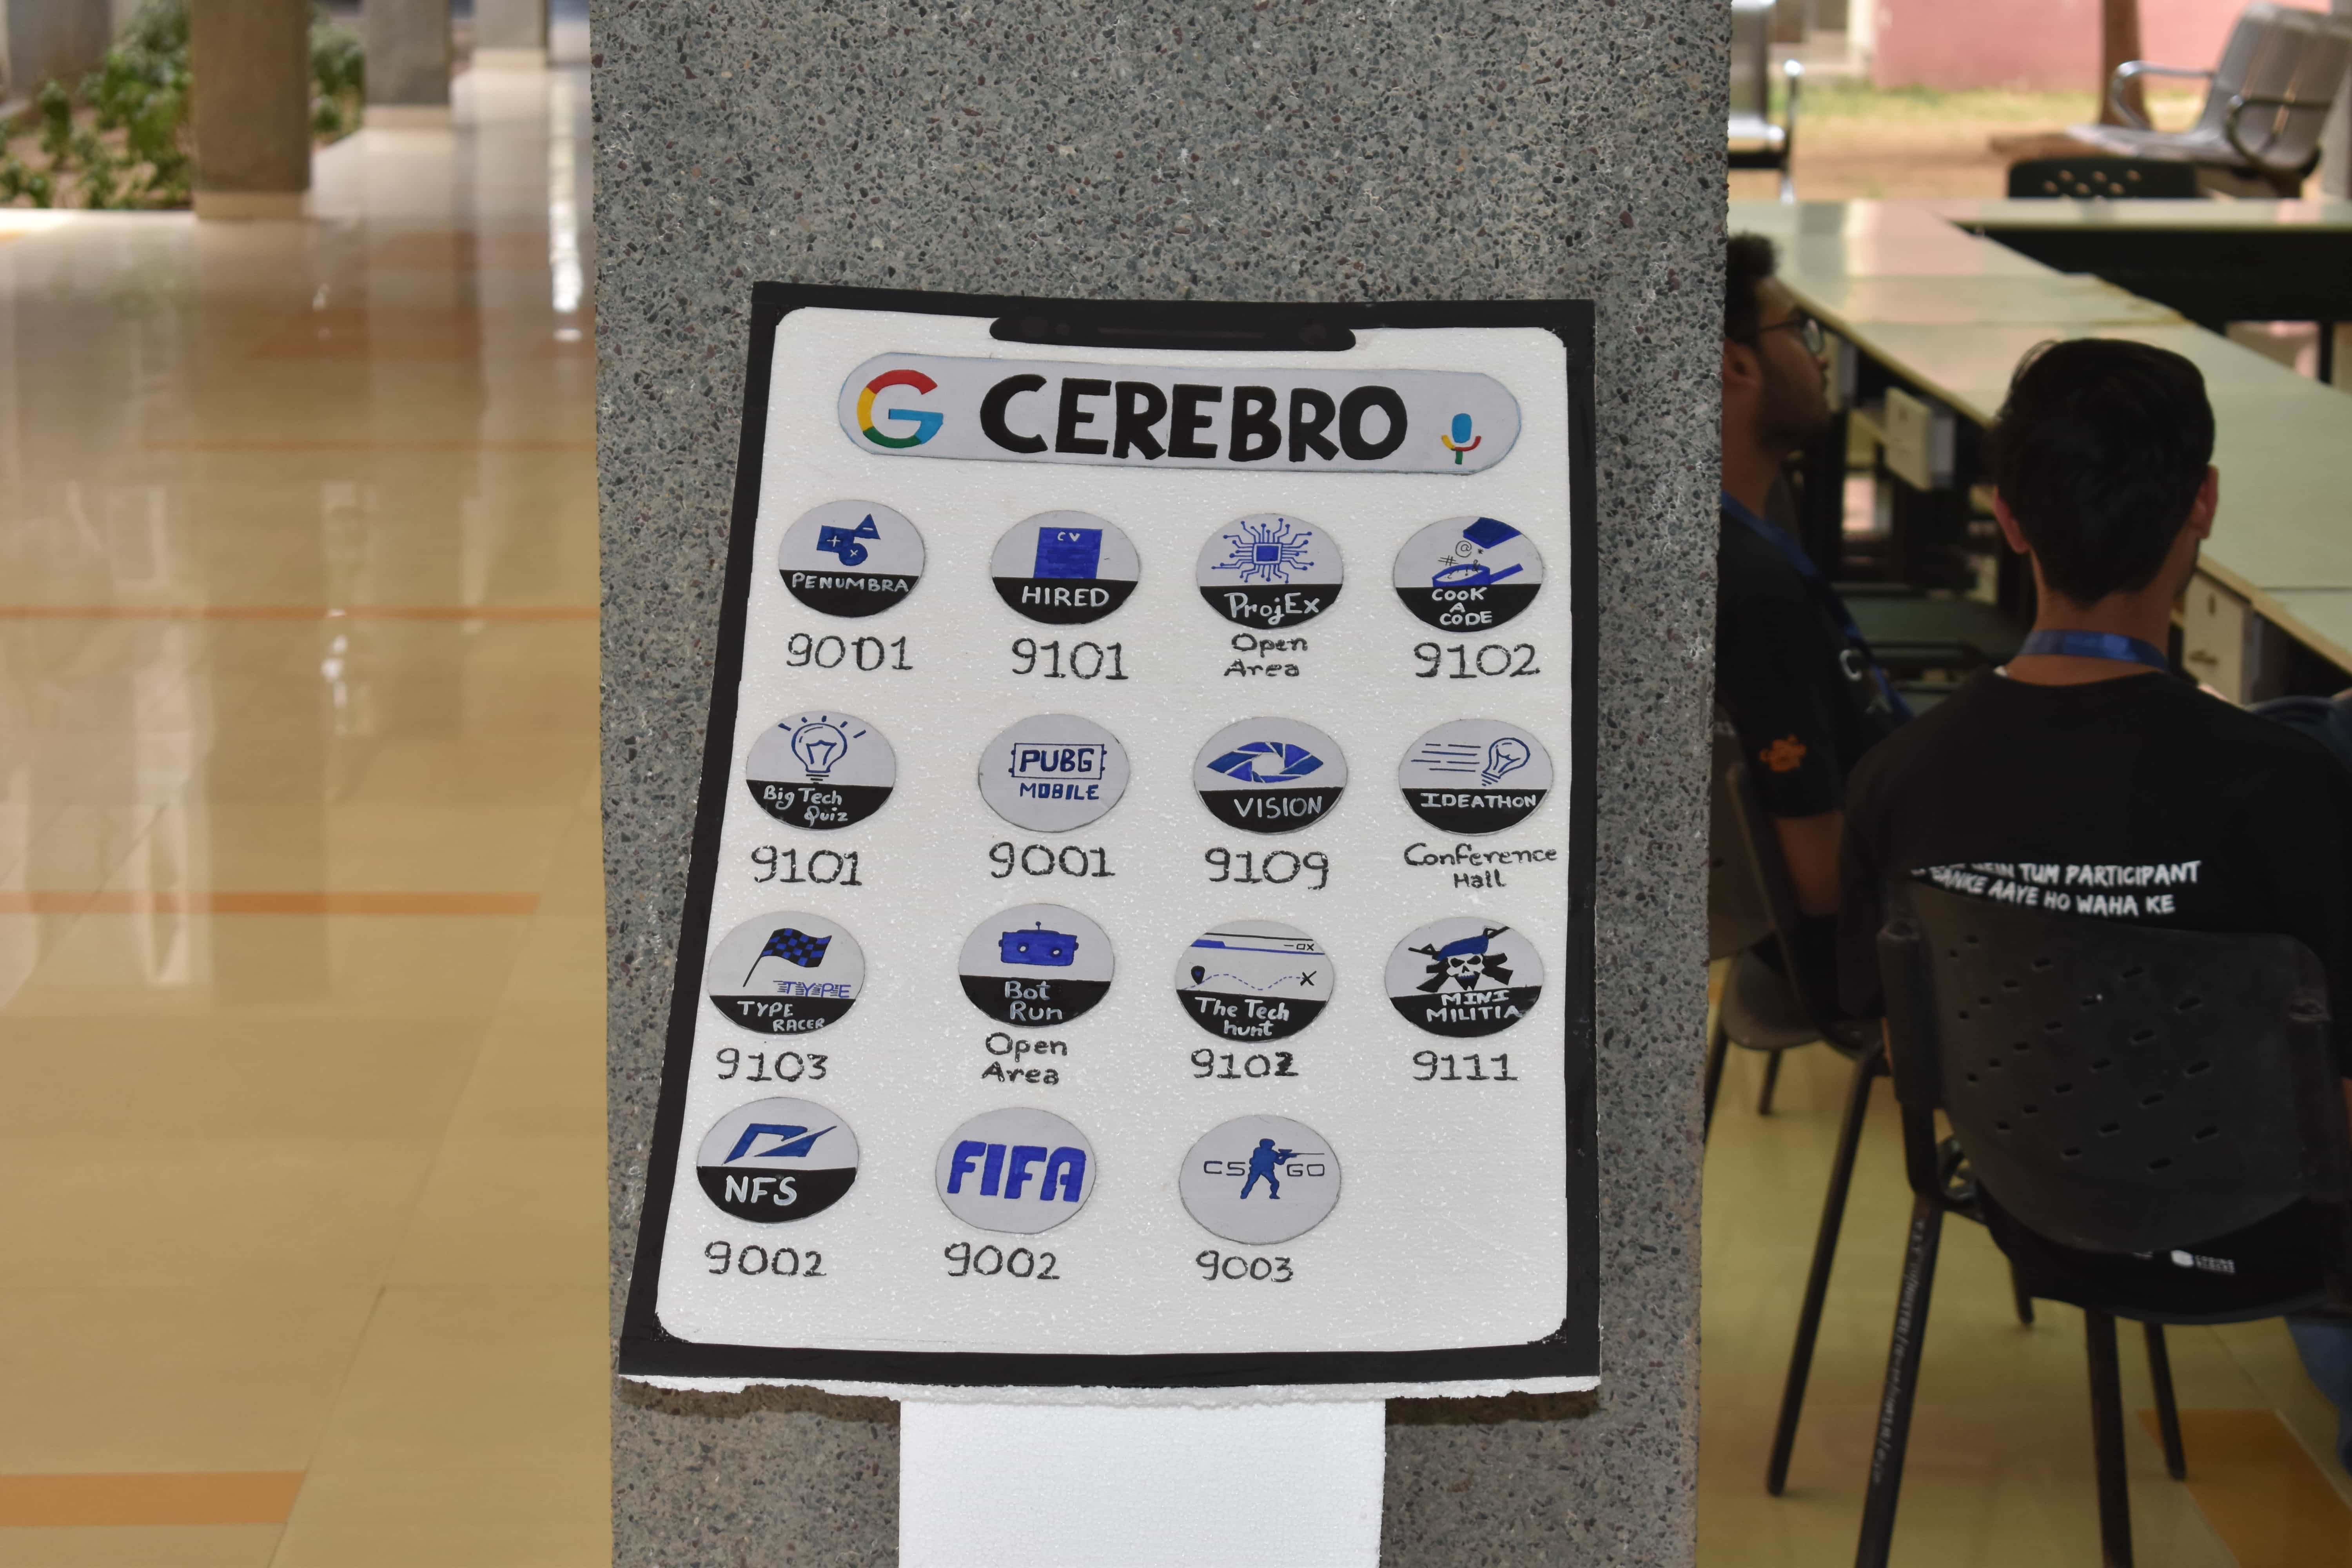 G CEREBRO
+ - ×
PENUMBRA
CV
HIRED
ProjEx
@ *
# &
COOK
A
CODE
9001
9101
Open
Area
9102
Big Tech
Quiz
PUBG
MOBILE
VISION
IDEATHON
9101
9001
9109
Conference
Hall
TYPE
TYPE
RACER
Bot
Run
The Tech
hunt
MINI
MILITIA
9103
Open
Area
9102
9111
NFS
FIFA
CS GO
9002
9002
9003
TUM PARTICIPANT
AAYE HO WAHA KE